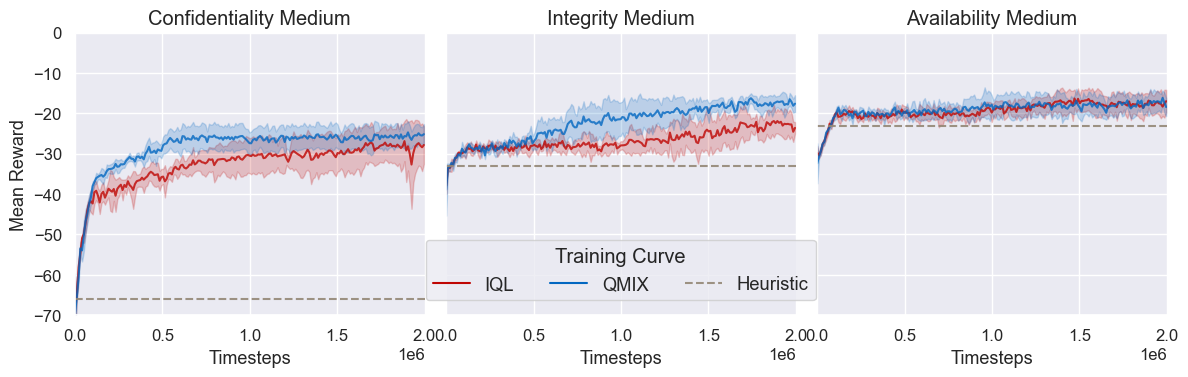 Confidentiality Medium
Integrity Medium
Availability Medium
Mean Reward
0
−10
−20
−30
−40
−50
−60
−70
Training Curve
IQL QMIX Heuristic
0.0 0.5 1.0 1.5 2.0
0.5 1.0 1.5 2.0
0.0 0.5 1.0 1.5 2.0
Timesteps 1e6
Timesteps 1e6
Timesteps 1e6